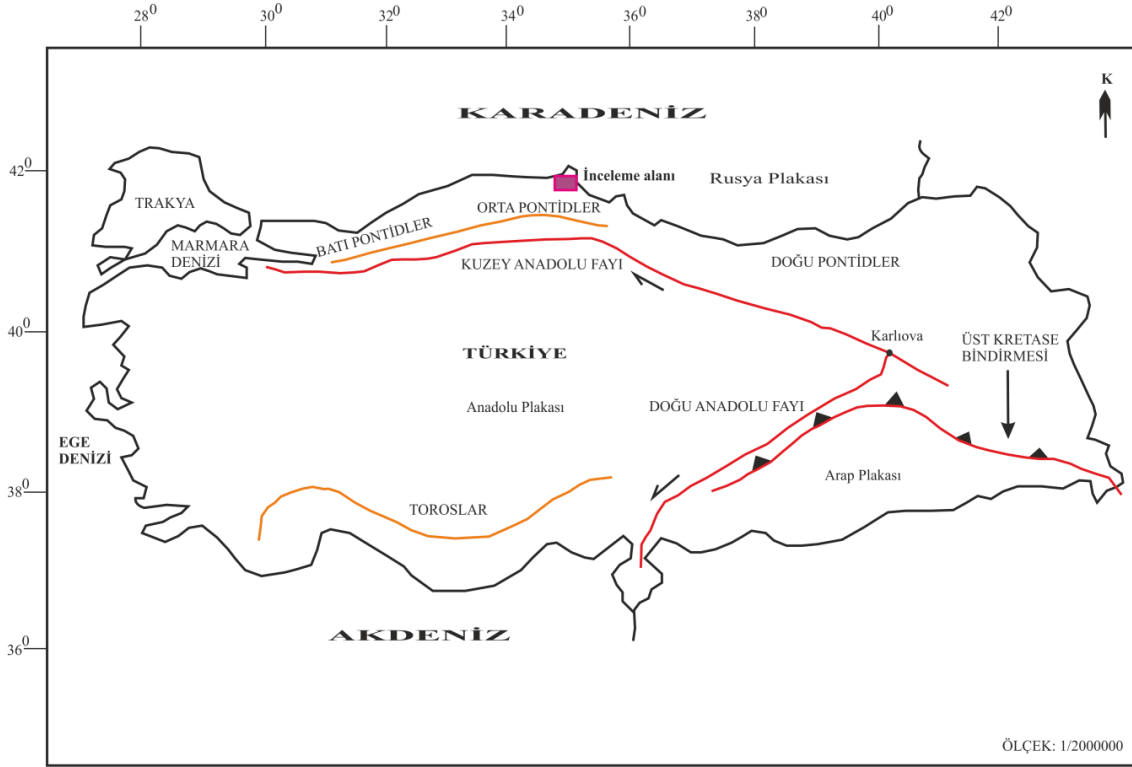 28⁰ 30⁰ 32⁰ 34⁰ 36⁰ 38⁰ 40⁰ 42⁰
K
KARADENİZ
42⁰
İnceleme alanı
Rusya Plakası
TRAKYA
ORTA PONTİDLER
BATI PONTİDLER
MARMARA
DENİZİ
KUZEY ANADOLU FAYI
DOĞU PONTİDLER
40⁰
Karlıova
ÜST KRETASE
BİNDİRMESİ
TÜRKİYE
Anadolu Plakası
DOĞU ANADOLU FAYI
EGE
DENİZİ
Arap Plakası
38⁰
TOROSLAR
AKDENİZ
36⁰
ÖLÇEK: 1/2000000